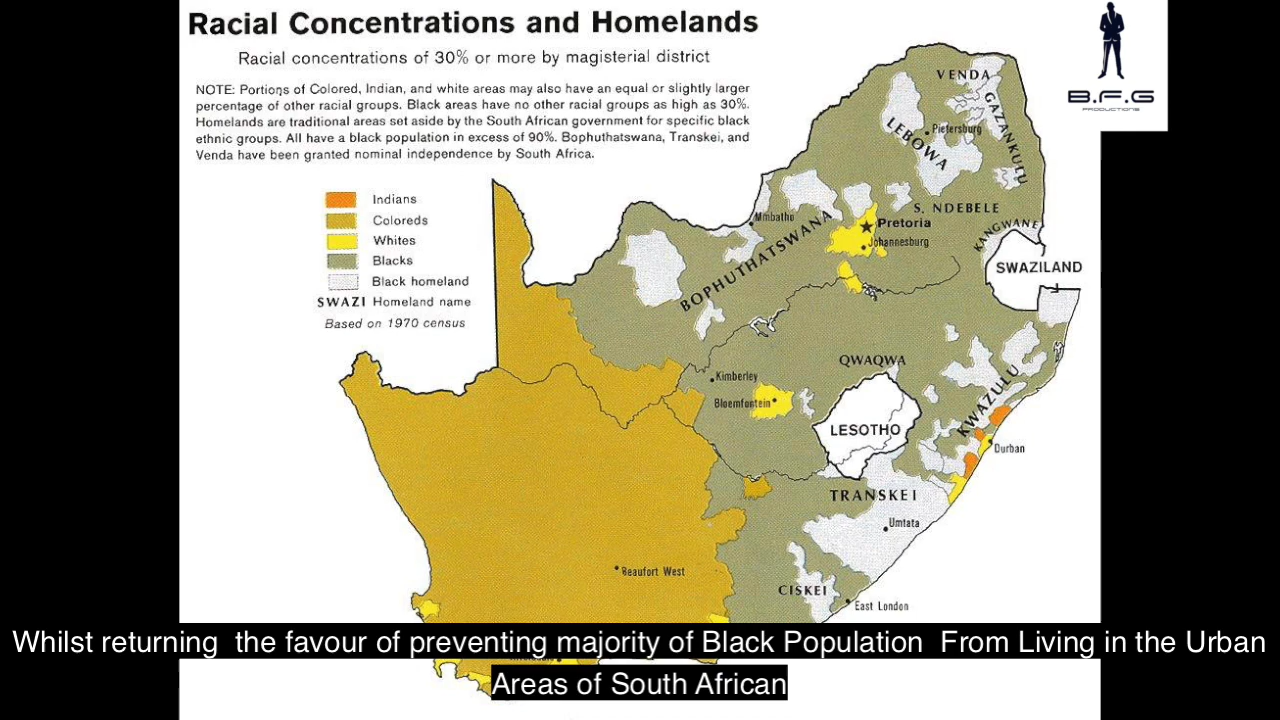 Racial Concentrations and Homelands
Racial concentrations of 30% or more by magisterial district
NOTE: Portions of Colored, Indian, and white areas may also have an equal or slightly larger
percentage of other racial groups. Black areas have no other racial groups as high as 30%.
Homelands are traditional areas set aside by the South African government for specific black
ethnic groups. All have a black population in excess of 90%. Bophuthatswana, Transkei, and
Venda have been granted nominal independence by South Africa.
B.F.G
PRODUCTIONS
Indians
Coloreds
Whites
Blacks
Black homeland
SWAZI Homeland name
Based on 1970 census
VENDA
GAZANKULU
LEBOWA
Pietersburg
S. NDEBELE
Mmbatho
Pretoria
Johannesburg
KANGWANE
BOPHUTHATSWANA
SWAZILAND
QWAQWA
Kimberley
Bloemfontein
KWAZULU
LESOTHO
Durban
TRANSKEI
Umtata
Beaufort West
CISKEI
East London
Whilst returning the favour of preventing majority of Black Population From Living in the Urban
Areas of South African